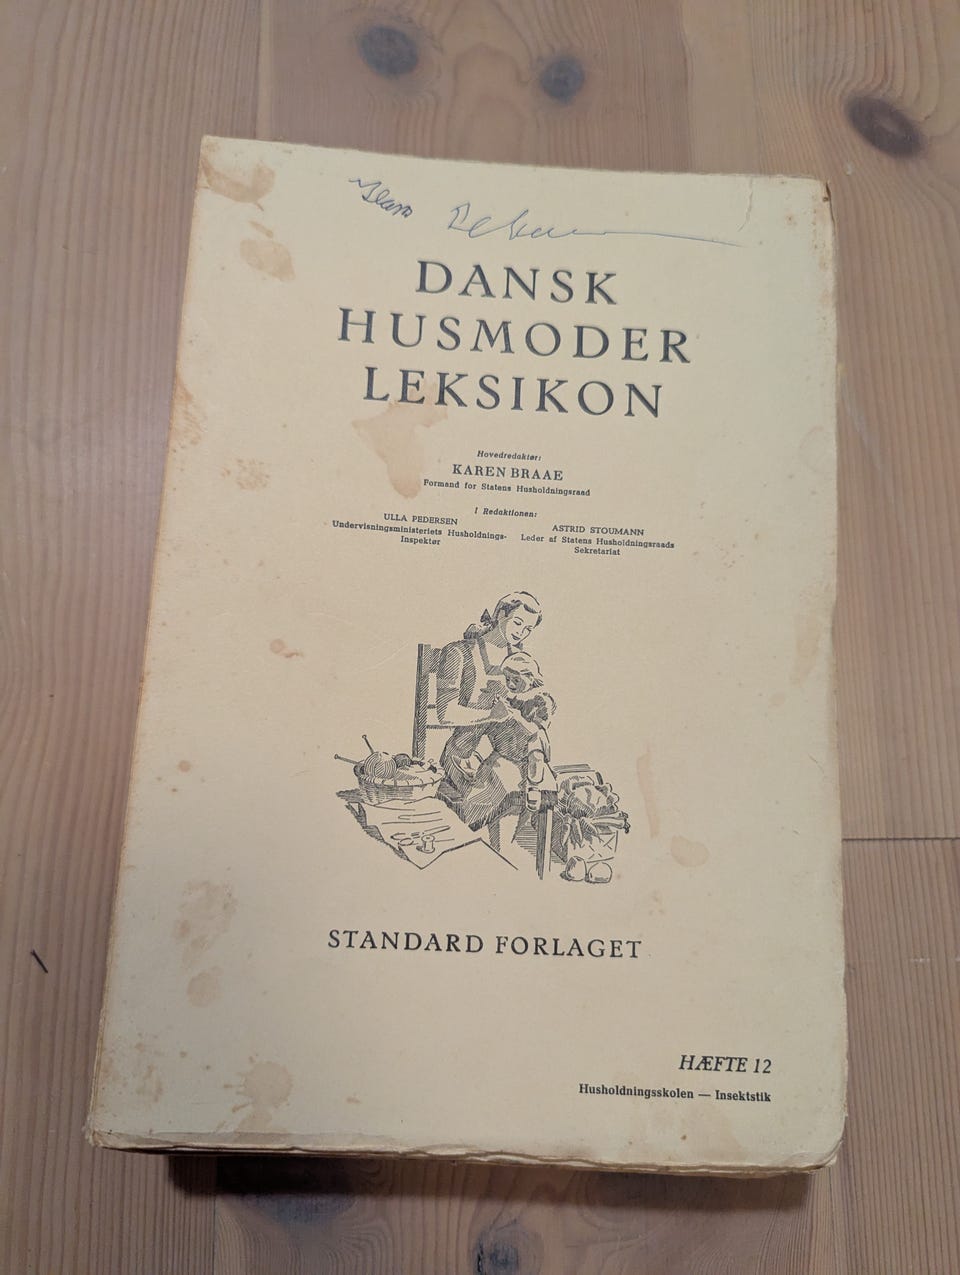 DANSK
HUSMODER
LEKSIKON
Hovedredaktør:
KAREN BRAAE
Formand for Statens Husholdningsraad
I Redaktionen:
ULLA PEDERSEN
Undervisningsministeriets Husholdnings-
Inspektør
ASTRID STOUMANN
Leder af Statens Husholdningsraads
Sekretariat
STANDARD FORLAGET
HÆFTE 12
Husholdningsskolen — Insektstik